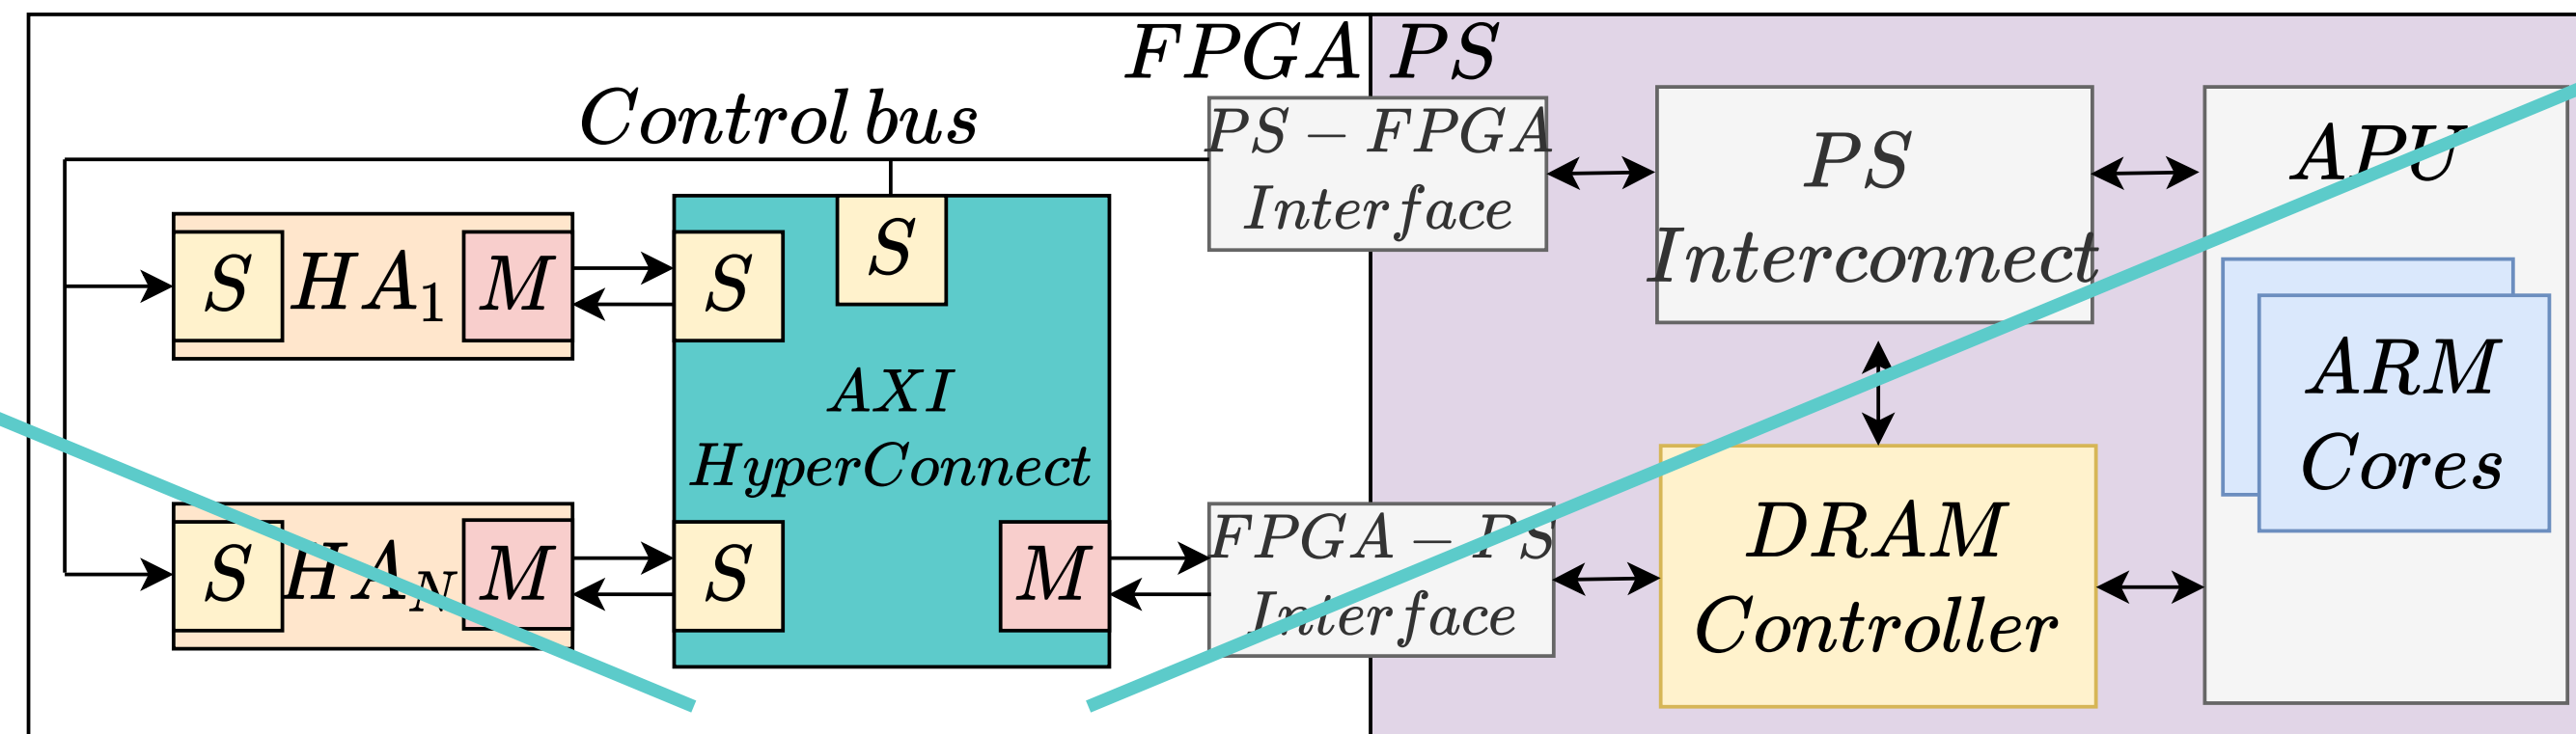 FPGA
PS
Control bus
PS - FPGA
Interface
PS
Interconnect
APU
S
HA1
M
S
S
AXI
HyperConnect
ARM
Cores
S
HAN
M
S
M
FPGA - PS
Interface
DRAM
Controller